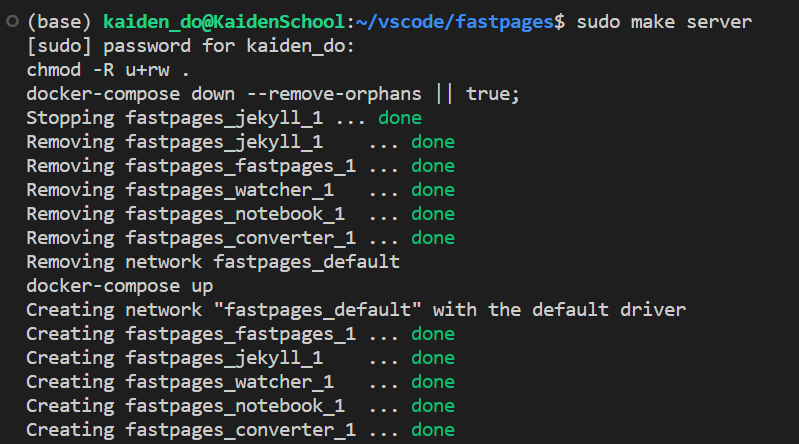 (base) kaiden_do@KaidenSchool:~/vscode/fastpages$ sudo make server
[sudo] password for kaiden_do:
chmod -R u+rw .
docker-compose down --remove-orphans || true;
Stopping fastpages_jekyll_1 ... done
Removing fastpages_jekyll_1    ... done
Removing fastpages_fastpages_1 ... done
Removing fastpages_watcher_1   ... done
Removing fastpages_notebook_1  ... done
Removing fastpages_converter_1 ... done
Removing network fastpages_default
docker-compose up
Creating network "fastpages_default" with the default driver
Creating fastpages_fastpages_1 ... done
Creating fastpages_jekyll_1    ... done
Creating fastpages_watcher_1   ... done
Creating fastpages_notebook_1  ... done
Creating fastpages_converter_1 ... done